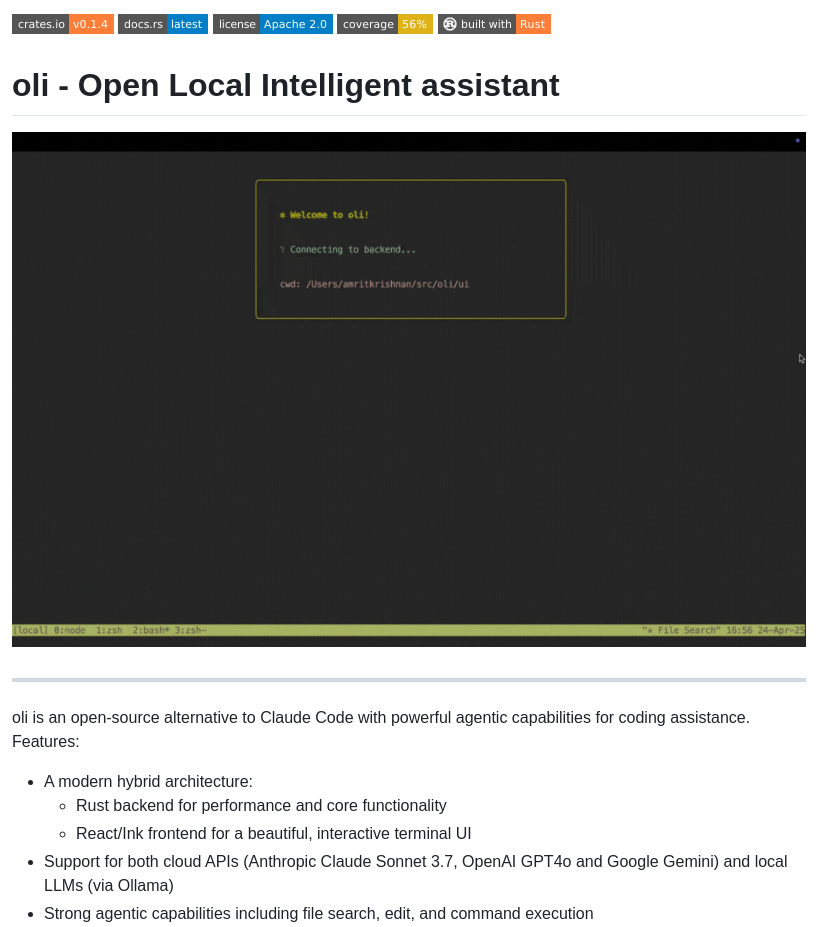 crates.io v0.1.4 docs.rs latest license Apache 2.0 coverage 56% built with Rust
oli - Open Local Intelligent assistant
* Welcome to oli!
Connecting to backend...
cwd: /Users/amritkrishnan/src/oli/ui
[local] 0:node 1:zsh 2:bash* 3:zsh- "* File Search" 16:56 24-Apr-25
oli is an open-source alternative to Claude Code with powerful agentic capabilities for coding assistance.
Features:
• A modern hybrid architecture:
◦ Rust backend for performance and core functionality
◦ React/Ink frontend for a beautiful, interactive terminal UI
• Support for both cloud APIs (Anthropic Claude Sonnet 3.7, OpenAI GPT4o and Google Gemini) and local
LLMs (via Ollama)
• Strong agentic capabilities including file search, edit, and command execution